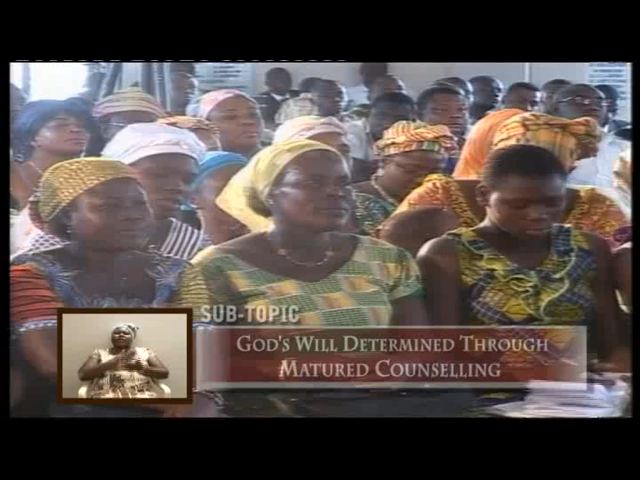 SUB-TOPIC
GOD'S WILL DETERMINED THROUGH
MATURED COUNSELLING